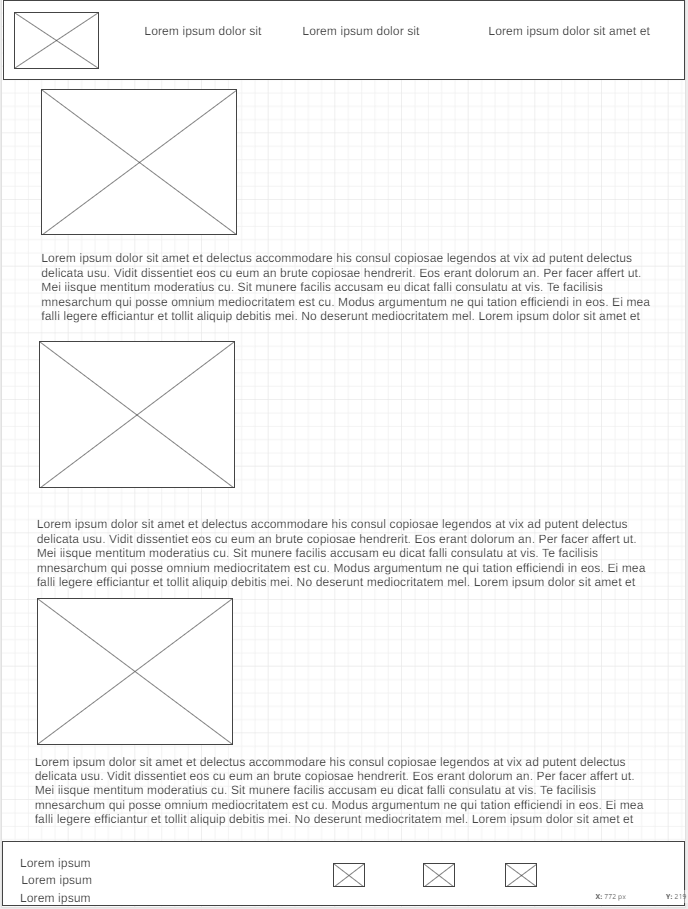 Lorem ipsum dolor sit Lorem ipsum dolor sit Lorem ipsum dolor sit amet et
Lorem ipsum dolor sit amet et delectus accommodare his consul copiosae legendos at vix ad putent delectus
delicata usu. Vidit dissentiet eos cu eum an brute copiosae hendrerit. Eos erant dolorum an. Per facer affert ut.
Mei iisque mentitum moderatius cu. Sit munere facilis accusam eu dicat falli consulatu at vis. Te facilisis
mnesarchum qui posse omnium mediocritatem est cu. Modus argumentum ne qui tation efficiendi in eos. Ei mea
falli legere efficiantur et tollit aliquip debitis mei. No deserunt mediocritatem mel. Lorem ipsum dolor sit amet et
Lorem ipsum dolor sit amet et delectus accommodare his consul copiosae legendos at vix ad putent delectus
delicata usu. Vidit dissentiet eos cu eum an brute copiosae hendrerit. Eos erant dolorum an. Per facer affert ut.
Mei iisque mentitum moderatius cu. Sit munere facilis accusam eu dicat falli consulatu at vis. Te facilisis
mnesarchum qui posse omnium mediocritatem est cu. Modus argumentum ne qui tation efficiendi in eos. Ei mea
falli legere efficiantur et tollit aliquip debitis mei. No deserunt mediocritatem mel. Lorem ipsum dolor sit amet et
Lorem ipsum dolor sit amet et delectus accommodare his consul copiosae legendos at vix ad putent delectus
delicata usu. Vidit dissentiet eos cu eum an brute copiosae hendrerit. Eos erant dolorum an. Per facer affert ut.
Mei iisque mentitum moderatius cu. Sit munere facilis accusam eu dicat falli consulatu at vis. Te facilisis
mnesarchum qui posse omnium mediocritatem est cu. Modus argumentum ne qui tation efficiendi in eos. Ei mea
falli legere efficiantur et tollit aliquip debitis mei. No deserunt mediocritatem mel. Lorem ipsum dolor sit amet et
Lorem ipsum
Lorem ipsum
Lorem ipsum
X: 772 px Y: 219